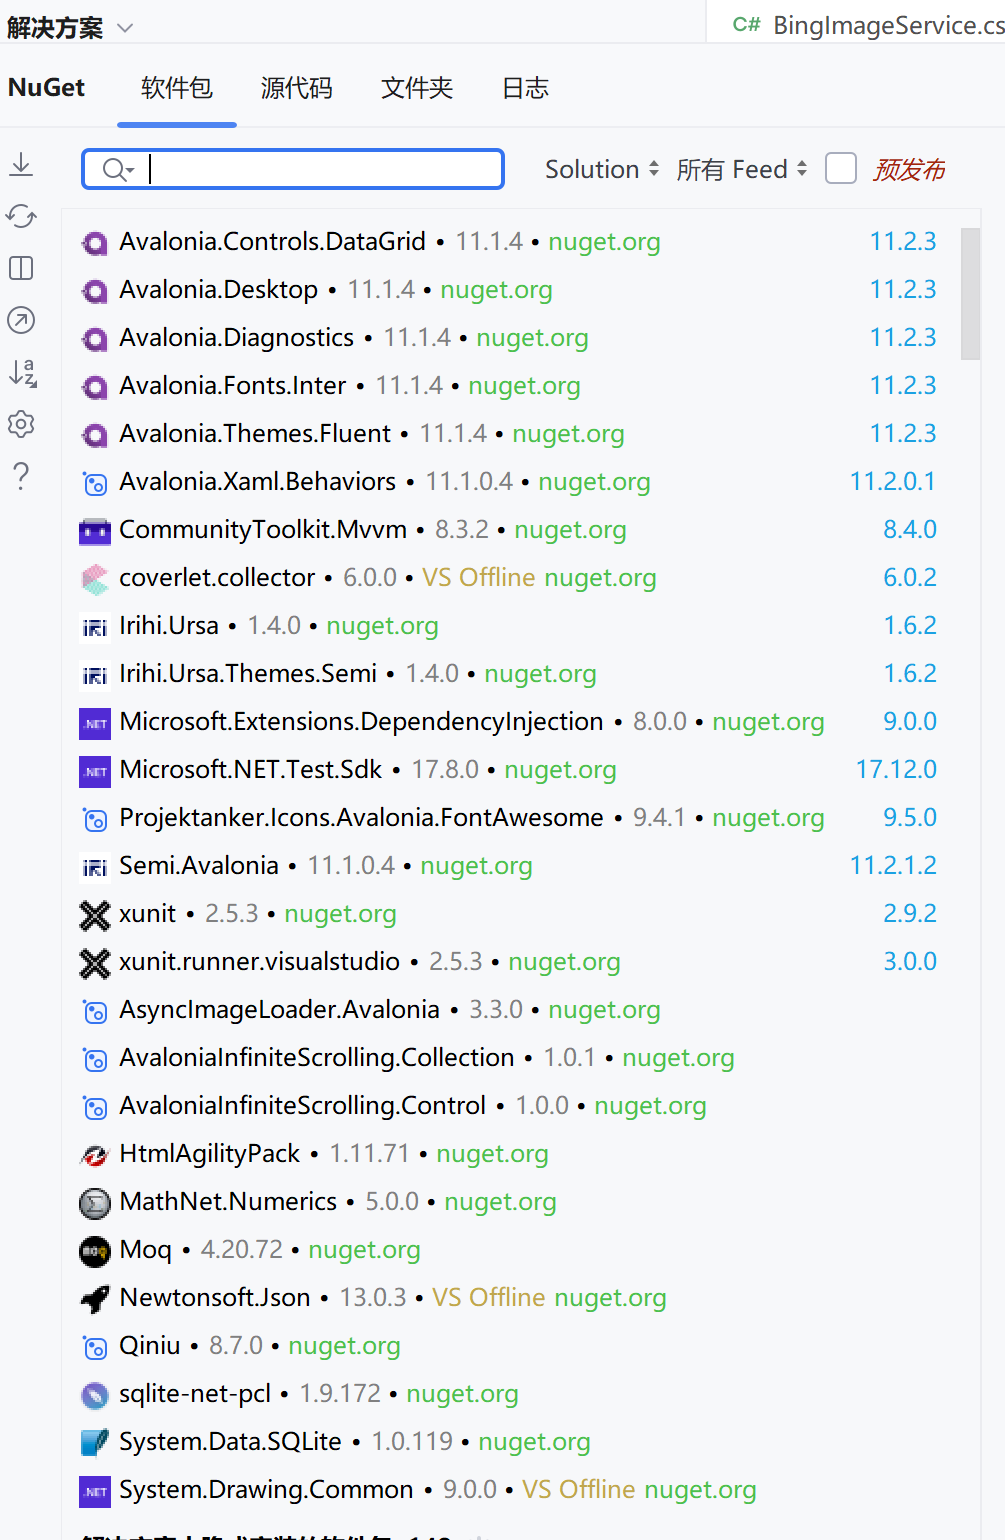 解决方案
C# BingImageService.cs
NuGet 软件包 源代码 文件夹 日志
Solution 所有 Feed 预发布
Avalonia.Controls.DataGrid • 11.1.4 • nuget.org 11.2.3
Avalonia.Desktop • 11.1.4 • nuget.org 11.2.3
Avalonia.Diagnostics • 11.1.4 • nuget.org 11.2.3
Avalonia.Fonts.Inter • 11.1.4 • nuget.org 11.2.3
Avalonia.Themes.Fluent • 11.1.4 • nuget.org 11.2.3
Avalonia.Xaml.Behaviors • 11.1.0.4 • nuget.org 11.2.0.1
CommunityToolkit.Mvvm • 8.3.2 • nuget.org 8.4.0
coverlet.collector • 6.0.0 • VS Offline nuget.org 6.0.2
Irihi.Ursa • 1.4.0 • nuget.org 1.6.2
Irihi.Ursa.Themes.Semi • 1.4.0 • nuget.org 1.6.2
Microsoft.Extensions.DependencyInjection • 8.0.0 • nuget.org 9.0.0
Microsoft.NET.Test.Sdk • 17.8.0 • nuget.org 17.12.0
Projektanker.Icons.Avalonia.FontAwesome • 9.4.1 • nuget.org 9.5.0
Semi.Avalonia • 11.1.0.4 • nuget.org 11.2.1.2
xunit • 2.5.3 • nuget.org 2.9.2
xunit.runner.visualstudio • 2.5.3 • nuget.org 3.0.0
AsyncImageLoader.Avalonia • 3.3.0 • nuget.org
AvaloniaInfiniteScrolling.Collection • 1.0.1 • nuget.org
AvaloniaInfiniteScrolling.Control • 1.0.0 • nuget.org
HtmlAgilityPack • 1.11.71 • nuget.org
MathNet.Numerics • 5.0.0 • nuget.org
Moq • 4.20.72 • nuget.org
Newtonsoft.Json • 13.0.3 • VS Offline nuget.org
Qiniu • 8.7.0 • nuget.org
sqlite-net-pcl • 1.9.172 • nuget.org
System.Data.SQLite • 1.0.119 • nuget.org
System.Drawing.Common • 9.0.0 • VS Offline nuget.org